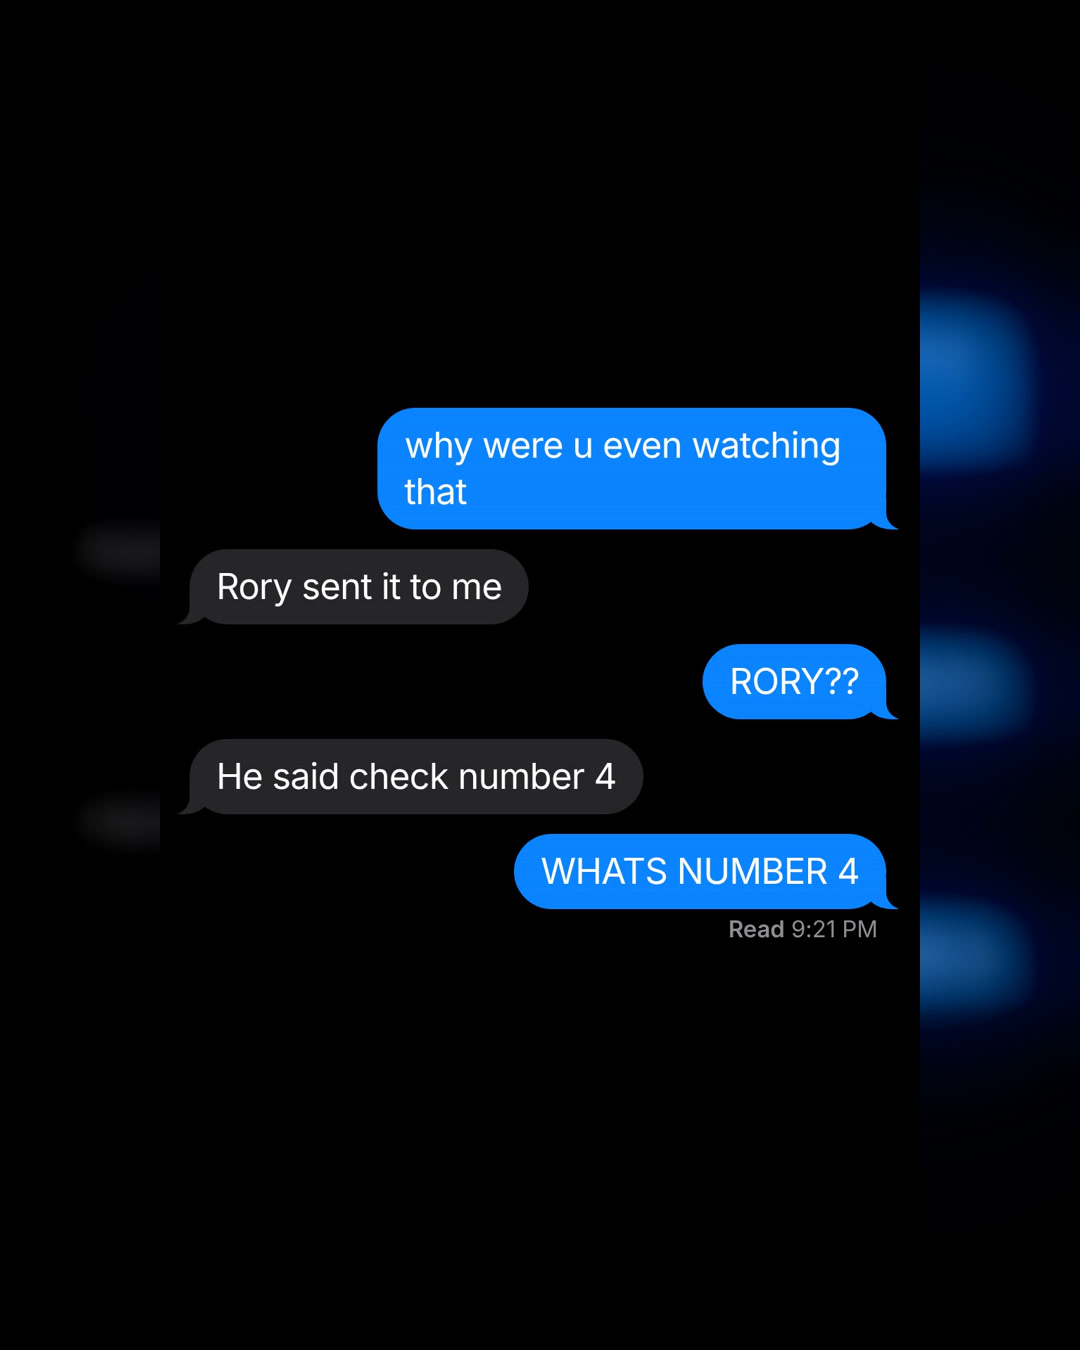 why were u even watching
that
Rory sent it to me
RORY??
He said check number 4
WHATS NUMBER 4
Read 9:21 PM